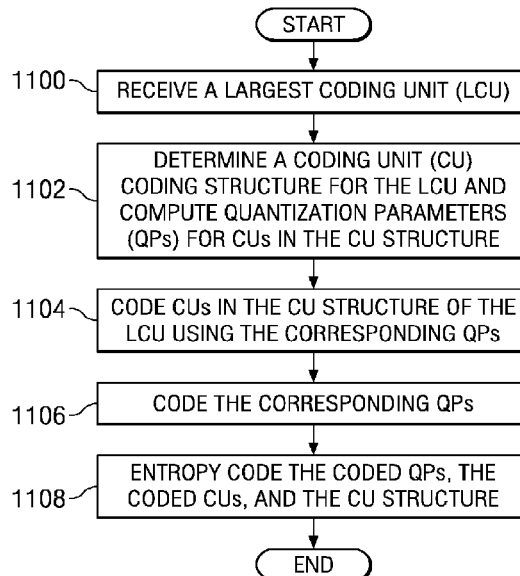 START
1100
RECEIVE A LARGEST CODING UNIT (LCU)
1102
DETERMINE A CODING UNIT (CU)
CODING STRUCTURE FOR THE LCU AND
COMPUTE QUANTIZATION PARAMETERS
(QPs) FOR CUs IN THE CU STRUCTURE
1104
CODE CUs IN THE CU STRUCTURE OF THE
LCU USING THE CORRESPONDING QPs
1106
CODE THE CORRESPONDING QPs
1108
ENTROPY CODE THE CODED QPs, THE
CODED CUs, AND THE CU STRUCTURE
END